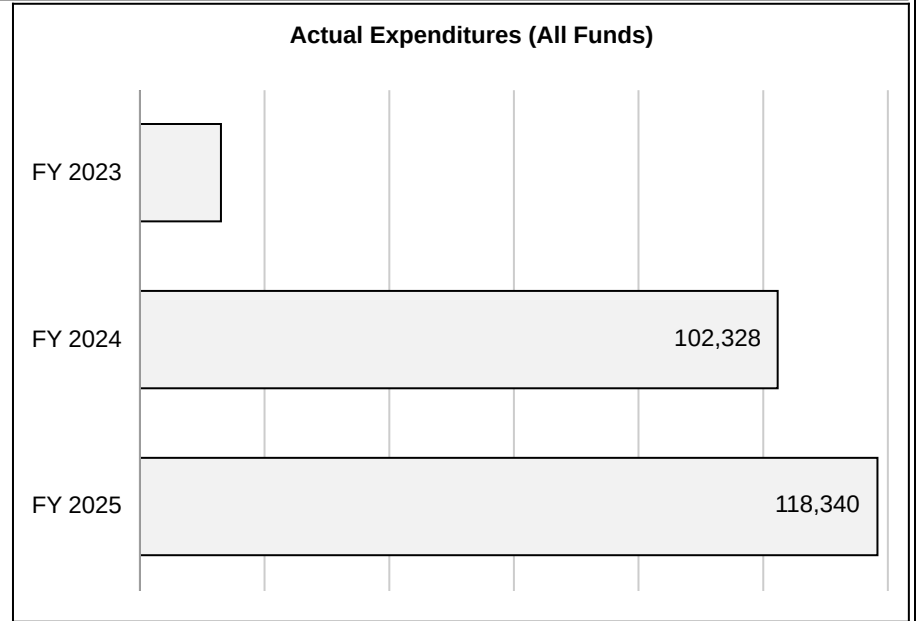 Actual Expenditures (All Funds)
FY 2023
FY 2024
102,328
FY 2025
118,340